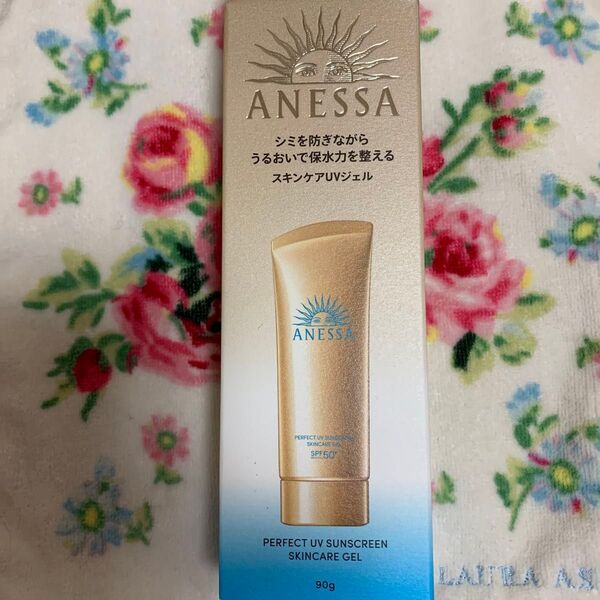 ANESSA
シミを防ぎながら
うるおいで保水力を整える
スキンケアUVジェル
ANESSA
PERFECT UV SUNSCREEN
SKINCARE GEL
SPF50+
PERFECT UV SUNSCREEN
SKINCARE GEL
90g
LAURA AS